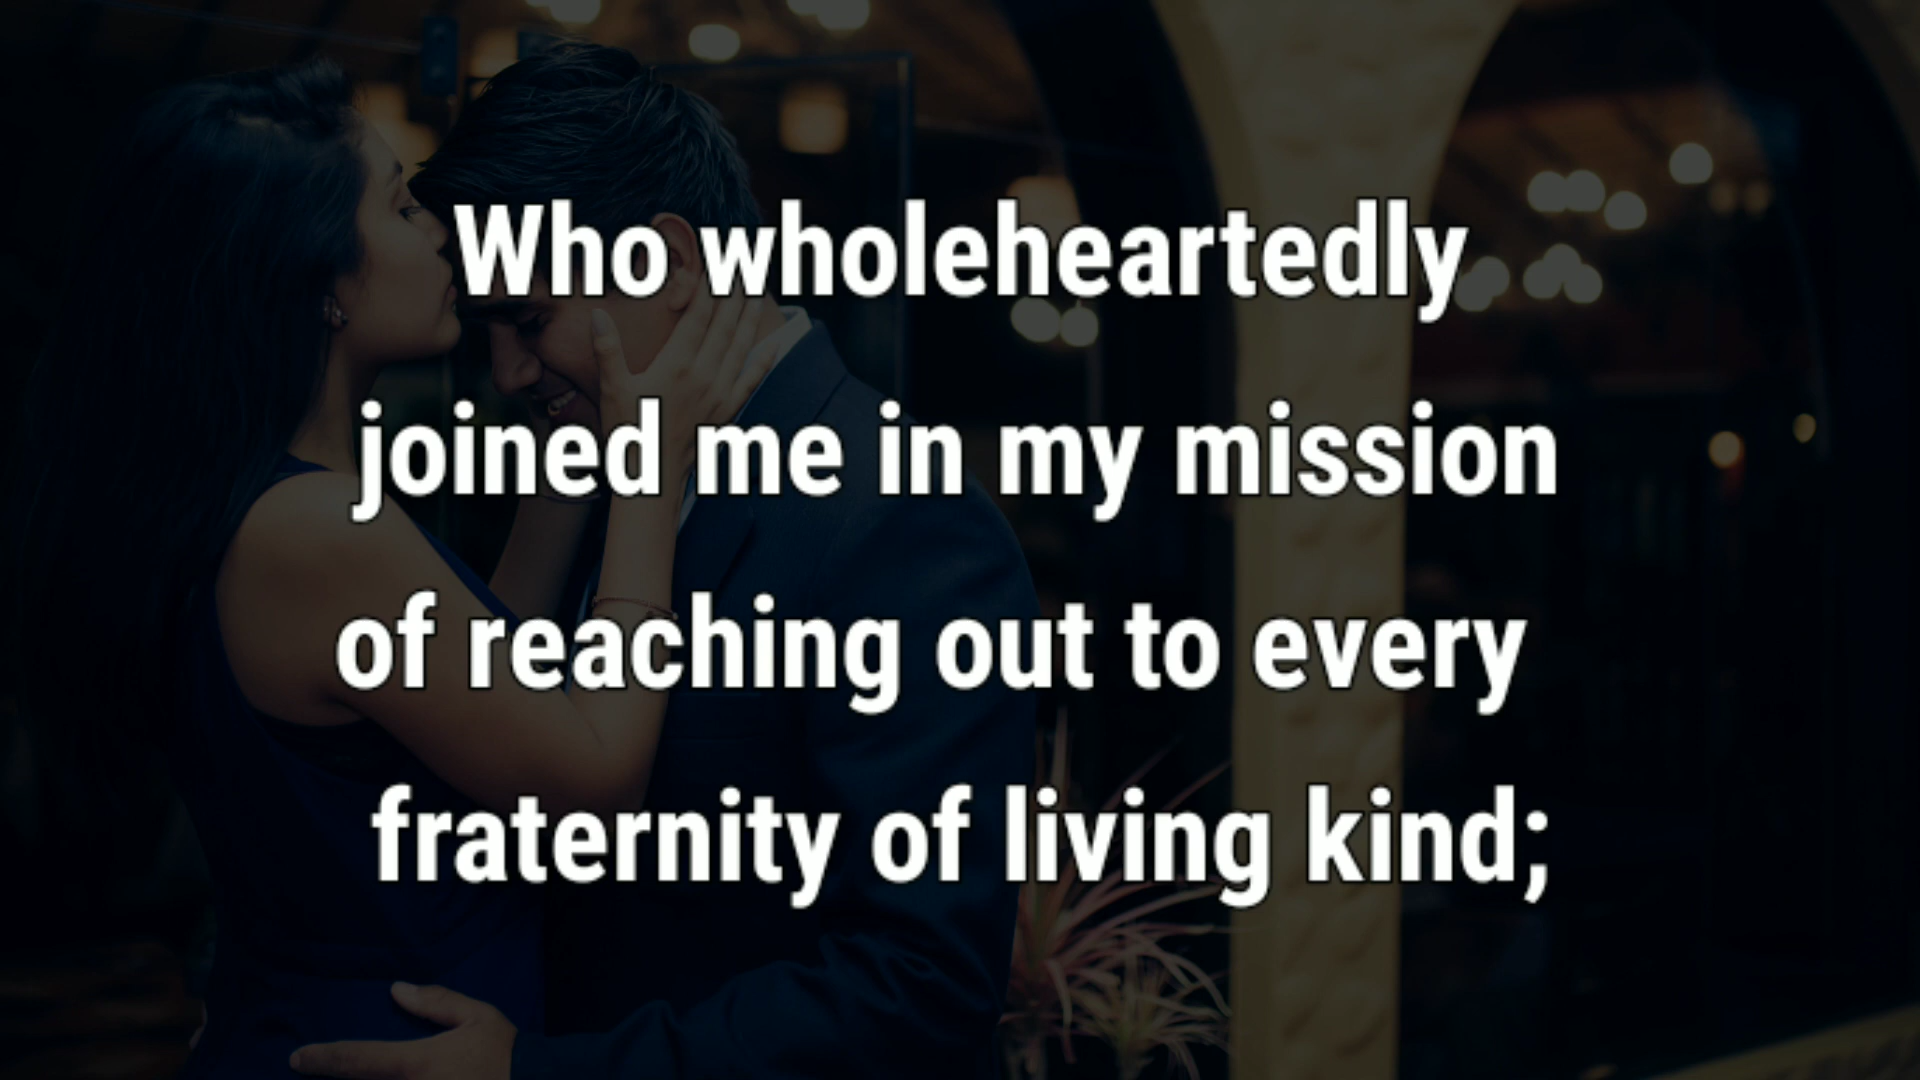 Who wholeheartedly
joined me in my mission
of reaching out to every
fraternity of living kind;